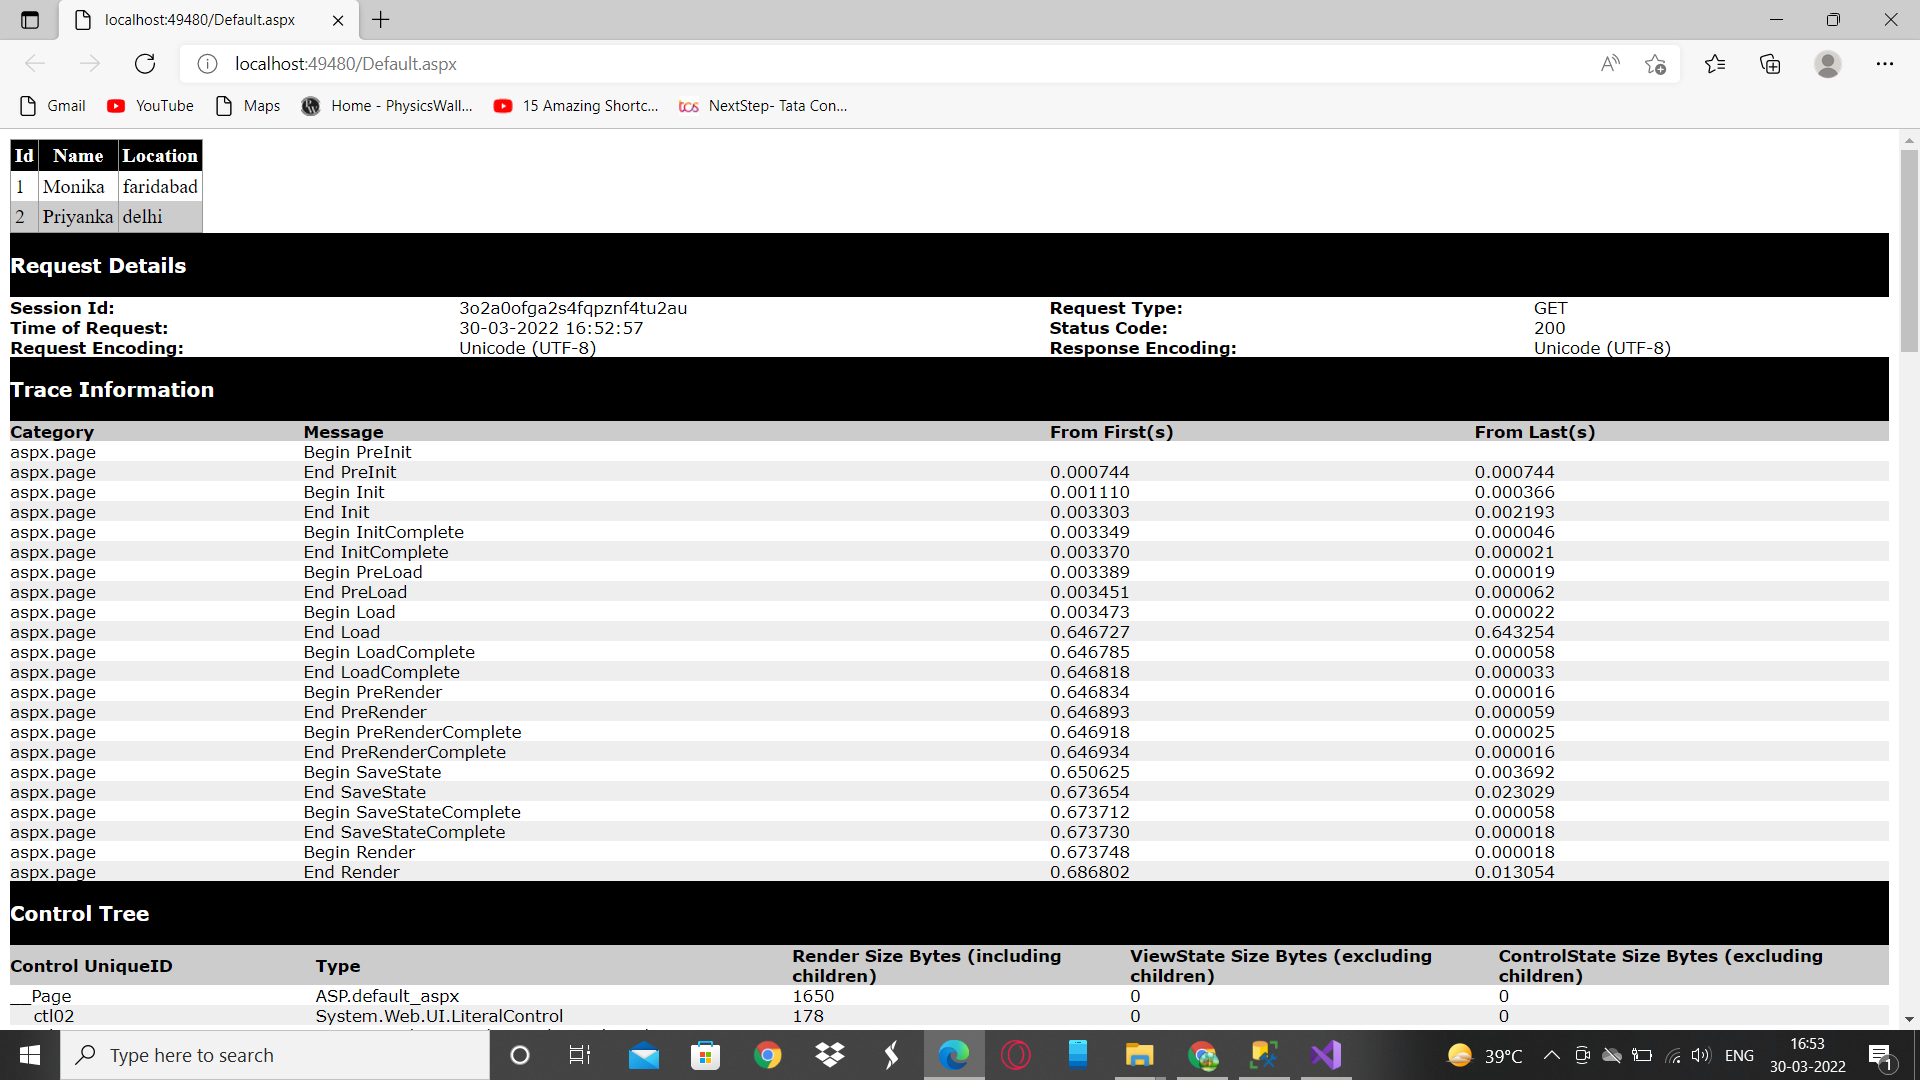 localhost:49480/Default.aspx
localhost:49480/Default.aspx
Gmail YouTube Maps Home - PhysicsWall... 15 Amazing Shortc... tcs NextStep- Tata Con...
Id Name Location
1 Monika faridabad
2 Priyanka delhi
Request Details
Session Id: 3o2a0ofga2s4fqpznf4tu2au Request Type: GET
Time of Request: 30-03-2022 16:52:57 Status Code: 200
Request Encoding: Unicode (UTF-8) Response Encoding: Unicode (UTF-8)
Trace Information
Category Message From First(s) From Last(s)
aspx.page Begin PreInit
aspx.page End PreInit 0.000744 0.000744
aspx.page Begin Init 0.001110 0.000366
aspx.page End Init 0.003303 0.002193
aspx.page Begin InitComplete 0.003349 0.000046
aspx.page End InitComplete 0.003370 0.000021
aspx.page Begin PreLoad 0.003389 0.000019
aspx.page End PreLoad 0.003451 0.000062
aspx.page Begin Load 0.003473 0.000022
aspx.page End Load 0.646727 0.643254
aspx.page Begin LoadComplete 0.646785 0.000058
aspx.page End LoadComplete 0.646818 0.000033
aspx.page Begin PreRender 0.646834 0.000016
aspx.page End PreRender 0.646893 0.000059
aspx.page Begin PreRenderComplete 0.646918 0.000025
aspx.page End PreRenderComplete 0.646934 0.000016
aspx.page Begin SaveState 0.650625 0.003692
aspx.page End SaveState 0.673654 0.023029
aspx.page Begin SaveStateComplete 0.673712 0.000058
aspx.page End SaveStateComplete 0.673730 0.000018
aspx.page Begin Render 0.673748 0.000018
aspx.page End Render 0.686802 0.013054
Control Tree
Control UniqueID Type Render Size Bytes (including children) ViewState Size Bytes (excluding children) ControlState Size Bytes (excluding children)
__Page ASP.default_aspx 1650 0 0
ctl02 System.Web.UI.LiteralControl 178 0 0
Type here to search 39°C ENG 16:53
30-03-2022 1